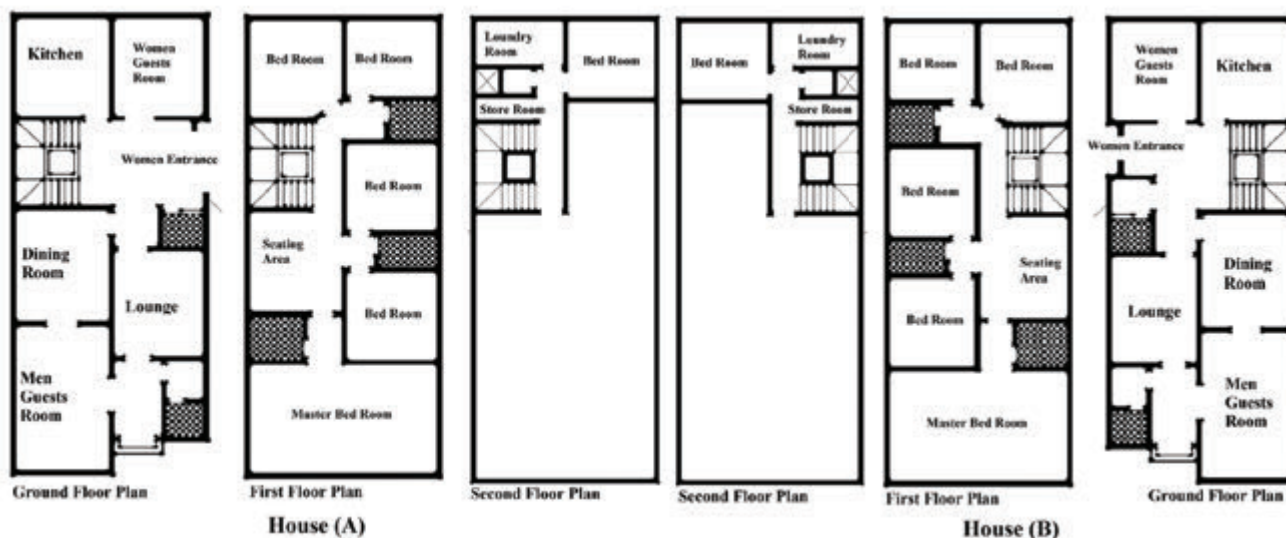 Kitchen
Women
Guests
Room
Women Entrance
Dining
Room
Lounge
Men
Guests
Room
Ground Floor Plan
Bed Room
Bed Room
Bed Room
Seating
Area
Bed Room
Master Bed Room
First Floor Plan
House (A)
Loundry
Room
Bed Room
Store Room
Second Floor Plan
Bed Room
Loundry
Room
Store Room
Second Floor Plan
Bed Room
Bed Room
Bed Room
Seating
Area
Bed Room
Master Bed Room
First Floor Plan
Women
Guests
Room
Kitchen
Women Entrance
Dining
Room
Lounge
Men
Guests
Room
Ground Floor Plan
House (B)